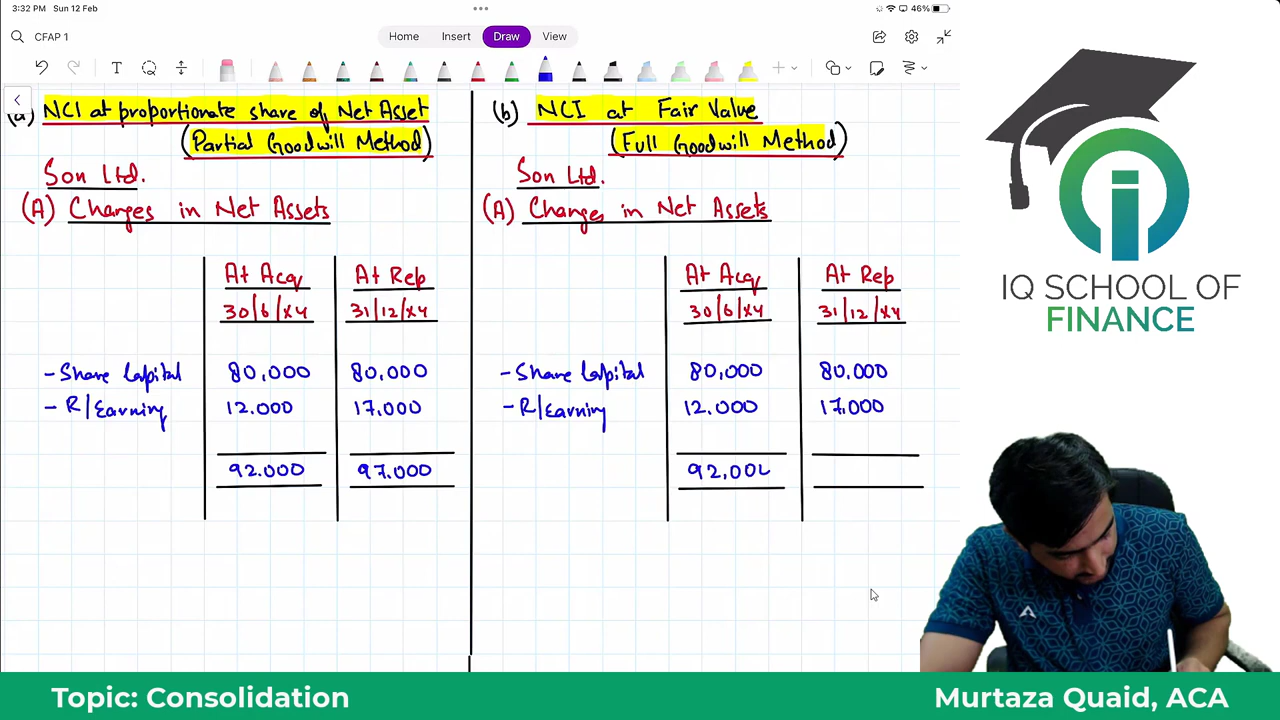 3:32 PM Sun 12 Feb
46%
CFAP 1
Home Insert Draw View
(a) NCI at proportionate share of Net Asset
(Partial Goodwill Method)
Son Ltd.
(A) Changes in Net Assets
At Acq At Rep
30/6/x4 31/12/x4
- Share Capital 80,000 80,000
- R/Earning 12.000 17.000
92.000 97.000
(b) NCI at Fair Value
(Full Goodwill Method)
Son Ltd.
(A) Changes in Net Assets
At Acq At Rep
30/6/x4 31/12/x4
- Share Capital 80,000 80.000
- R/Earning 12.000 17.000
92,000
IQ SCHOOL OF
FINANCE
Topic: Consolidation
Murtaza Quaid, ACA